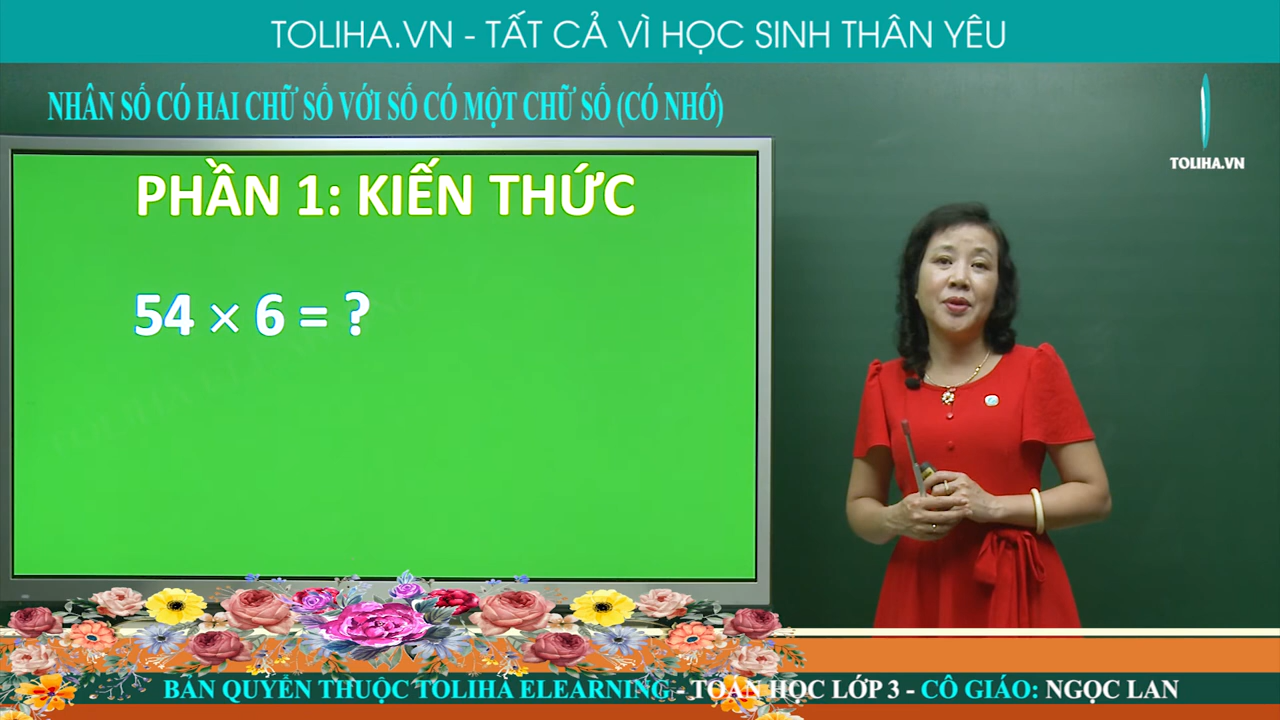 TOLIHA.VN - TẤT CẢ VÌ HỌC SINH THÂN YÊU
NHÂN SỐ CÓ HAI CHỮ SỐ VỚI SỐ CÓ MỘT CHỮ SỐ (CÓ NHỚ)
TOLIHA.VN
PHẦN 1: KIẾN THỨC
54 × 6 = ?
BẢN QUYỀN THUỘC TOLIHA ELEARNING - TOÁN HỌC LỚP 3 - CÔ GIÁO: NGỌC LAN